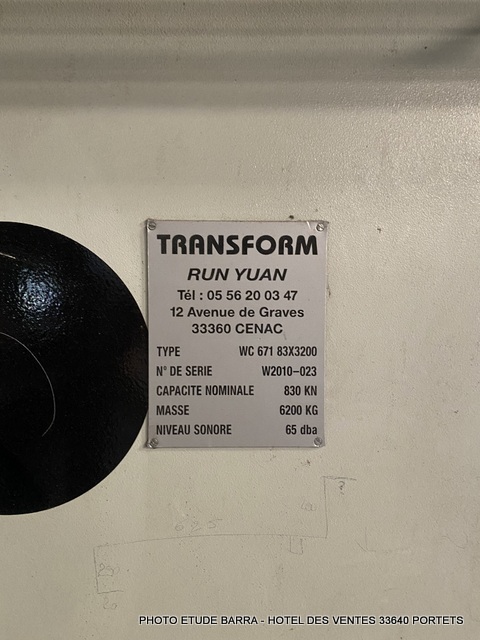 TRANSFORM
RUN YUAN
Tél : 05 56 20 03 47
12 Avenue de Graves
33360 CENAC
TYPE WC 671 83X3200
N° DE SERIE W2010-023
CAPACITE NOMINALE 830 KN
MASSE 6200 KG
NIVEAU SONORE 65 dba
?
PHOTO ETUDE BARRA - HOTEL DES VENTES 33640 PORTETS